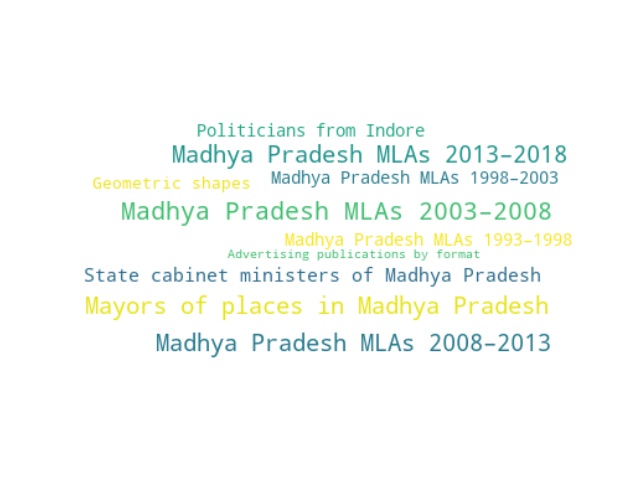 Politicians from Indore
Madhya Pradesh MLAs 2013–2018
Geometric shapes
Madhya Pradesh MLAs 1998–2003
Madhya Pradesh MLAs 2003–2008
Madhya Pradesh MLAs 1993–1998
Advertising publications by format
State cabinet ministers of Madhya Pradesh
Mayors of places in Madhya Pradesh
Madhya Pradesh MLAs 2008–2013